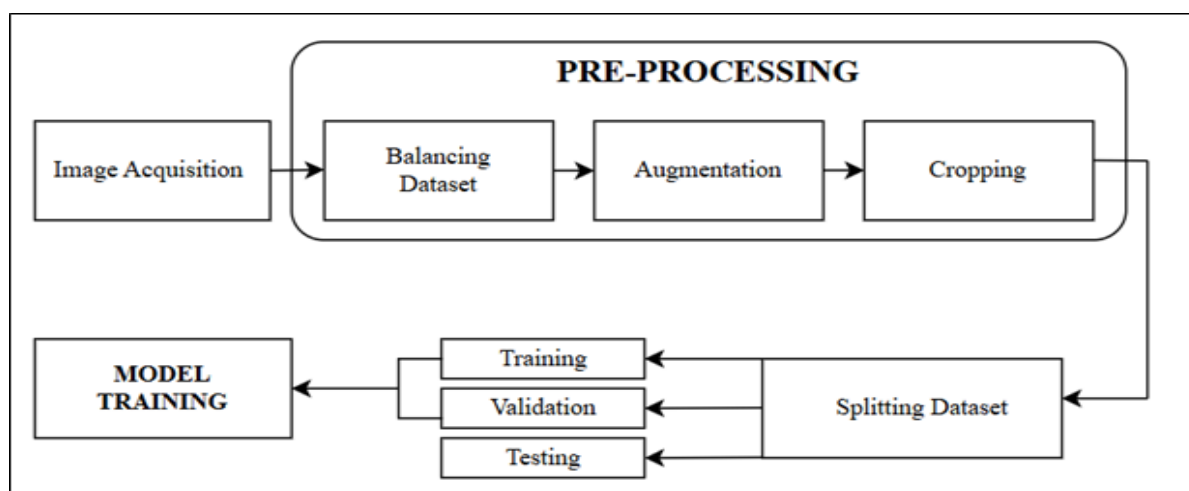 PRE-PROCESSING
Image Acquisition
Balancing
Dataset
Augmentation
Cropping
MODEL
TRAINING
Training
Validation
Testing
Splitting Dataset